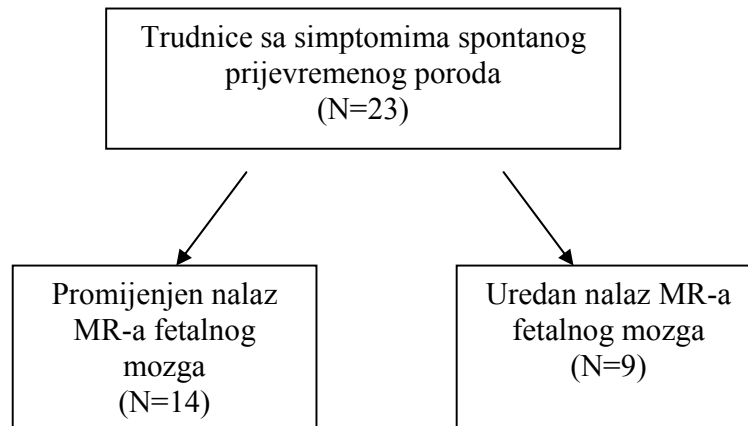 Trudnice sa simptomima spontanog
prijevremenog poroda
(N=23)
Promijenjen nalaz
MR-a fetalnog
mozga
(N=14)
Uredan nalaz MR-a
fetalnog mozga
(N=9)